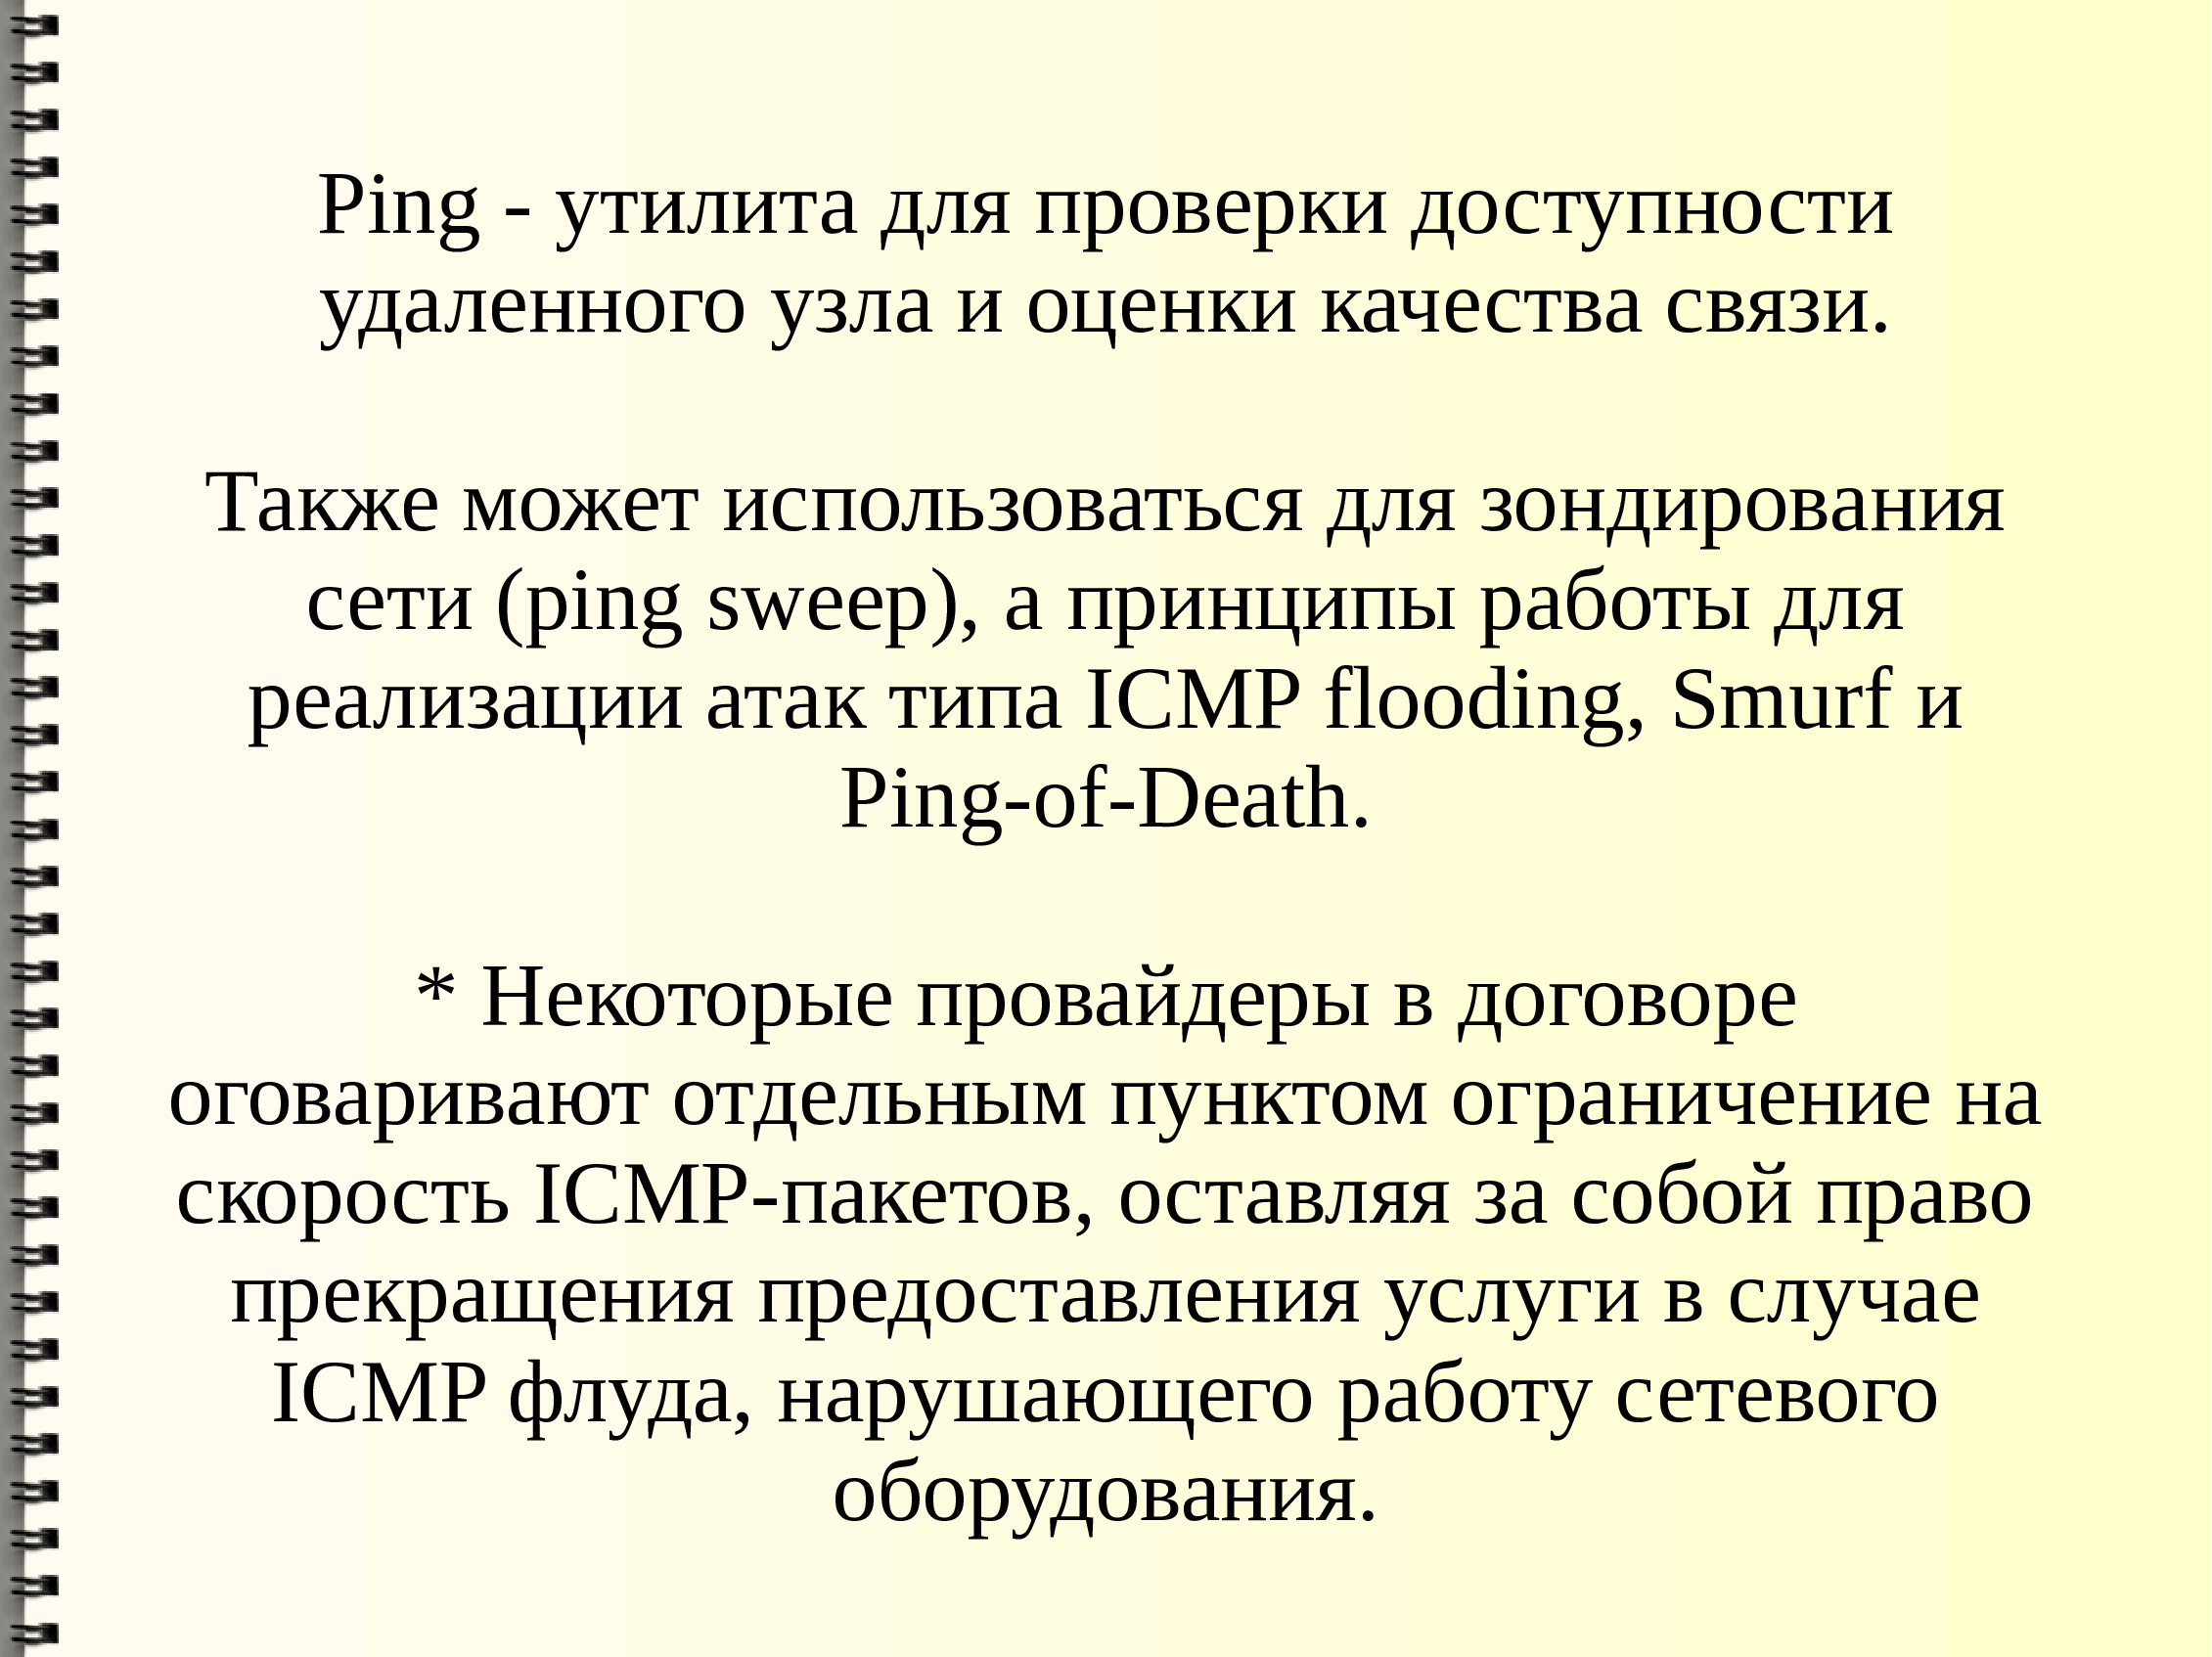 Ping - утилита для проверки доступности
удаленного узла и оценки качества связи.
Также может использоваться для зондирования
сети (ping sweep), а принципы работы для
реализации атак типа ICMP flooding, Smurf и
Ping-of-Death.
* Некоторые провайдеры в договоре
оговаривают отдельным пунктом ограничение на
скорость ICMP-пакетов, оставляя за собой право
прекращения предоставления услуги в случае
ICMP флуда, нарушающего работу сетевого
оборудования.